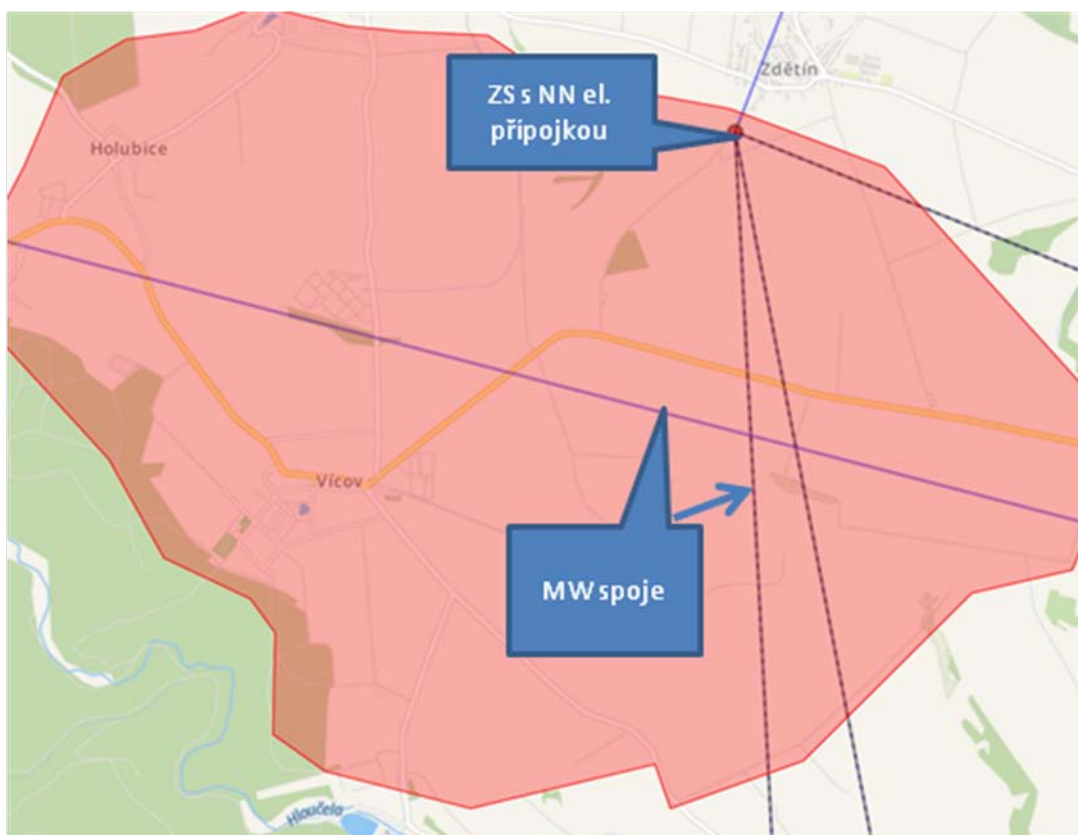 Zdětín
ZS s NN el.
přípojkou
Holubice
Vícov
MW spoje
Hloučela